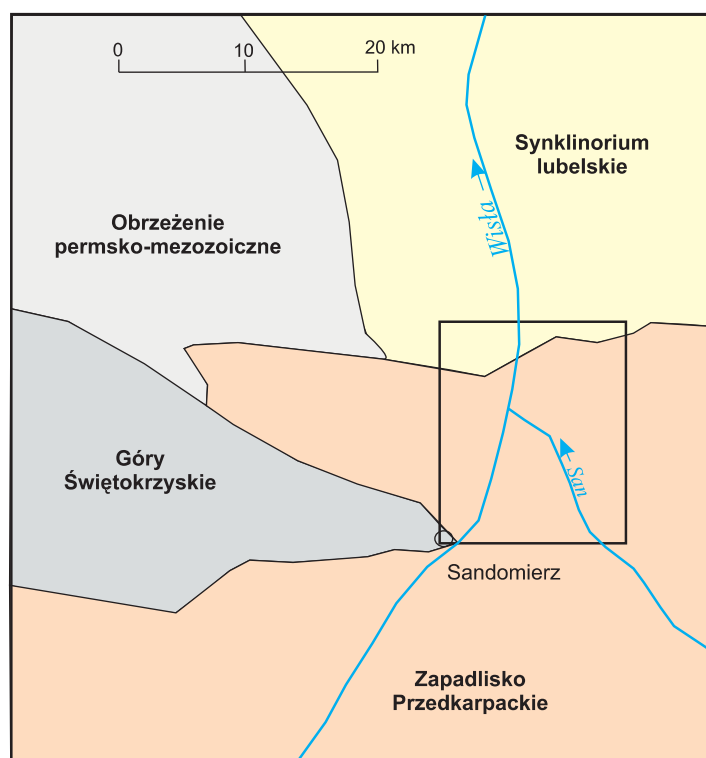 0 10 20 km
Synklinorium
lubelskie
Obrzeżenie
permsko-mezozoiczne
Wisła
Góry
Świętokrzyskie
San
Sandomierz
Zapadlisko
Przedkarpackie